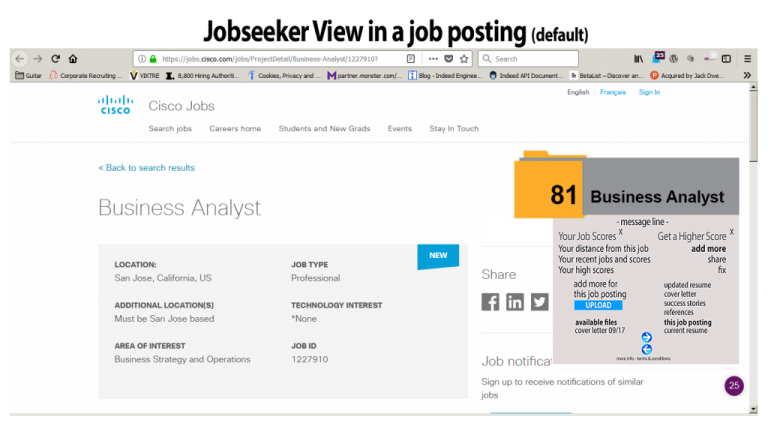 Jobseeker View in a job posting (default)
https://jobs.cisco.com/jobs/ProjectDetail/Business-Analyst/1227910?
Search
25
Guitar
Corporate Recruiting ...
VIXTRE
8,800 Hiring Authoriti...
Cookies, Privacy and ...
partner.monster.com/...
Blog - Indeed Enginee...
Indeed API Document...
BetaList – Discover an...
Acquired by Jack Dwe...
English
Français
Sign In
CISCO
Cisco Jobs
Search jobs
Careers home
Students and New Grads
Events
Stay In Touch
< Back to search results
Business Analyst
NEW
LOCATION:
San Jose, California, US
JOB TYPE
Professional
ADDITIONAL LOCATION(S)
Must be San Jose based
TECHNOLOGY INTEREST
*None
AREA OF INTEREST
Business Strategy and Operations
JOB ID
1227910
Share
Job notificat
Sign up to receive notifications of similar
jobs
25
81 Business Analyst
- message line -
Your Job Scores X
Get a Higher Score X
Your distance from this job
add more
Your recent jobs and scores
share
Your high scores
fix
add more for
this job posting
UPLOAD
available files
cover letter 09/17
updated resume
cover letter
success stories
references
this job posting
current resume
more info - terms & conditions